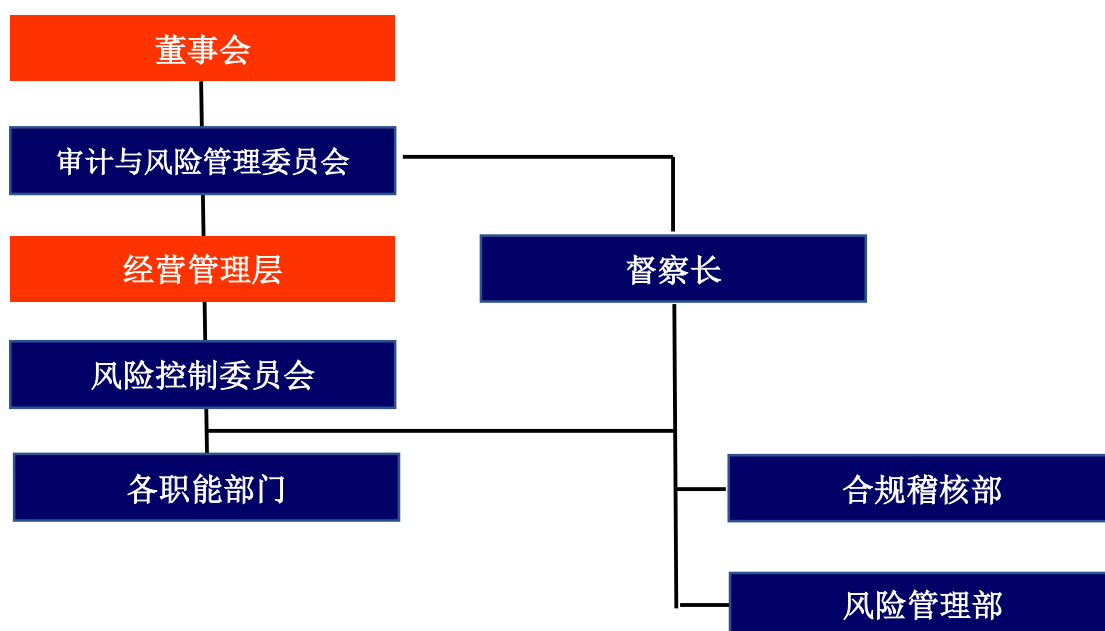 董事会
审计与风险管理委员会
经营管理层
督察长
风险控制委员会
各职能部门
合规稽核部
风险管理部